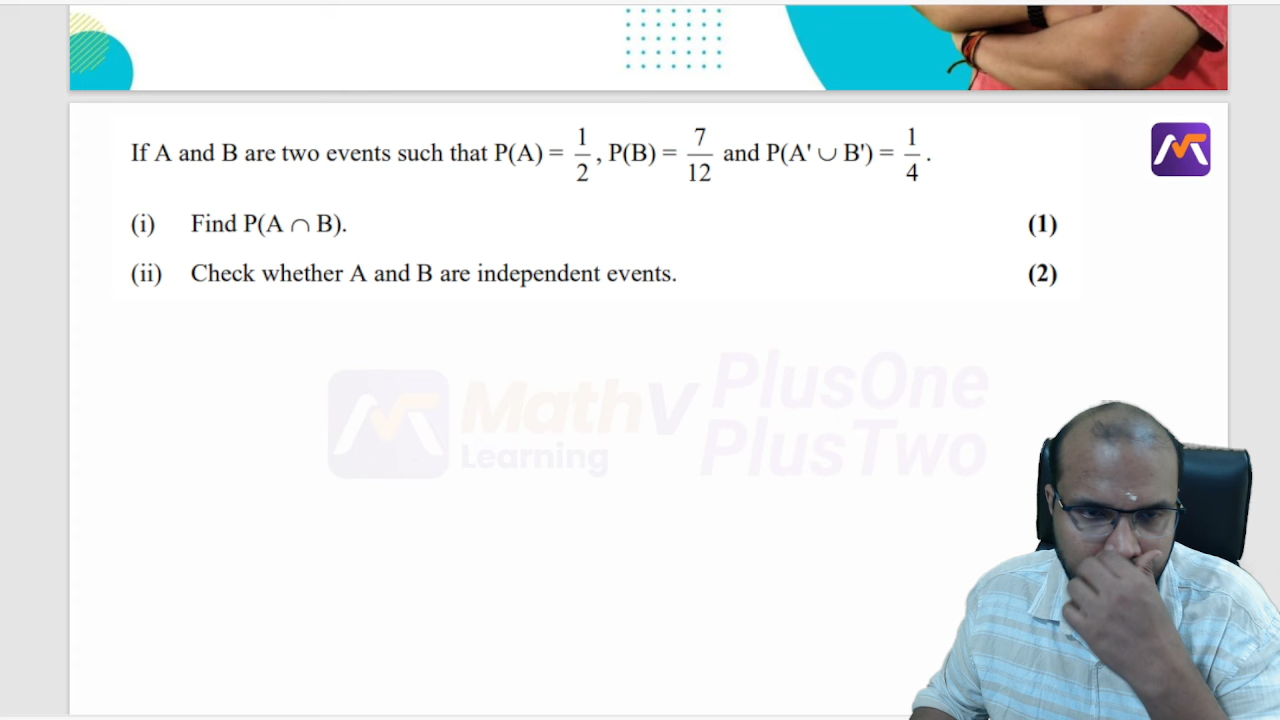 If A and B are two events such that P(A) = 1/2, P(B) = 7/12 and P(A' ∪ B') = 1/4.
(i) Find P(A ∩ B). (1)
(ii) Check whether A and B are independent events. (2)
MathV PlusOne
Learning PlusTwo